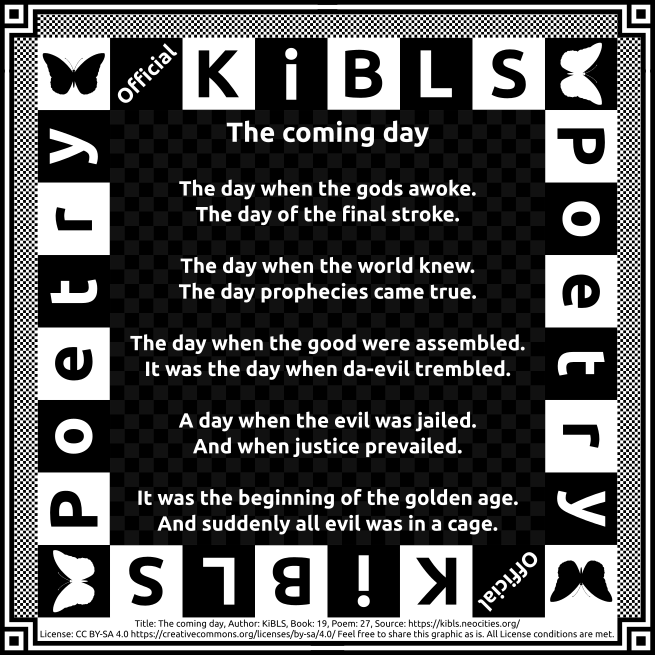 Official KiBLS
Poetry
Poetry
The coming day
The day when the gods awoke.
The day of the final stroke.
The day when the world knew.
The day prophecies came true.
The day when the good were assembled.
It was the day when da-evil trembled.
A day when the evil was jailed.
And when justice prevailed.
It was the beginning of the golden age.
And suddenly all evil was in a cage.
Official KiBLS
Title: The coming day, Author: KiBLS, Book: 19, Poem: 27, Source: https://kibls.neocities.org/
License: CC BY-SA 4.0 https://creativecommons.org/licenses/by-sa/4.0/ Feel free to share this graphic as is. All License conditions are met.